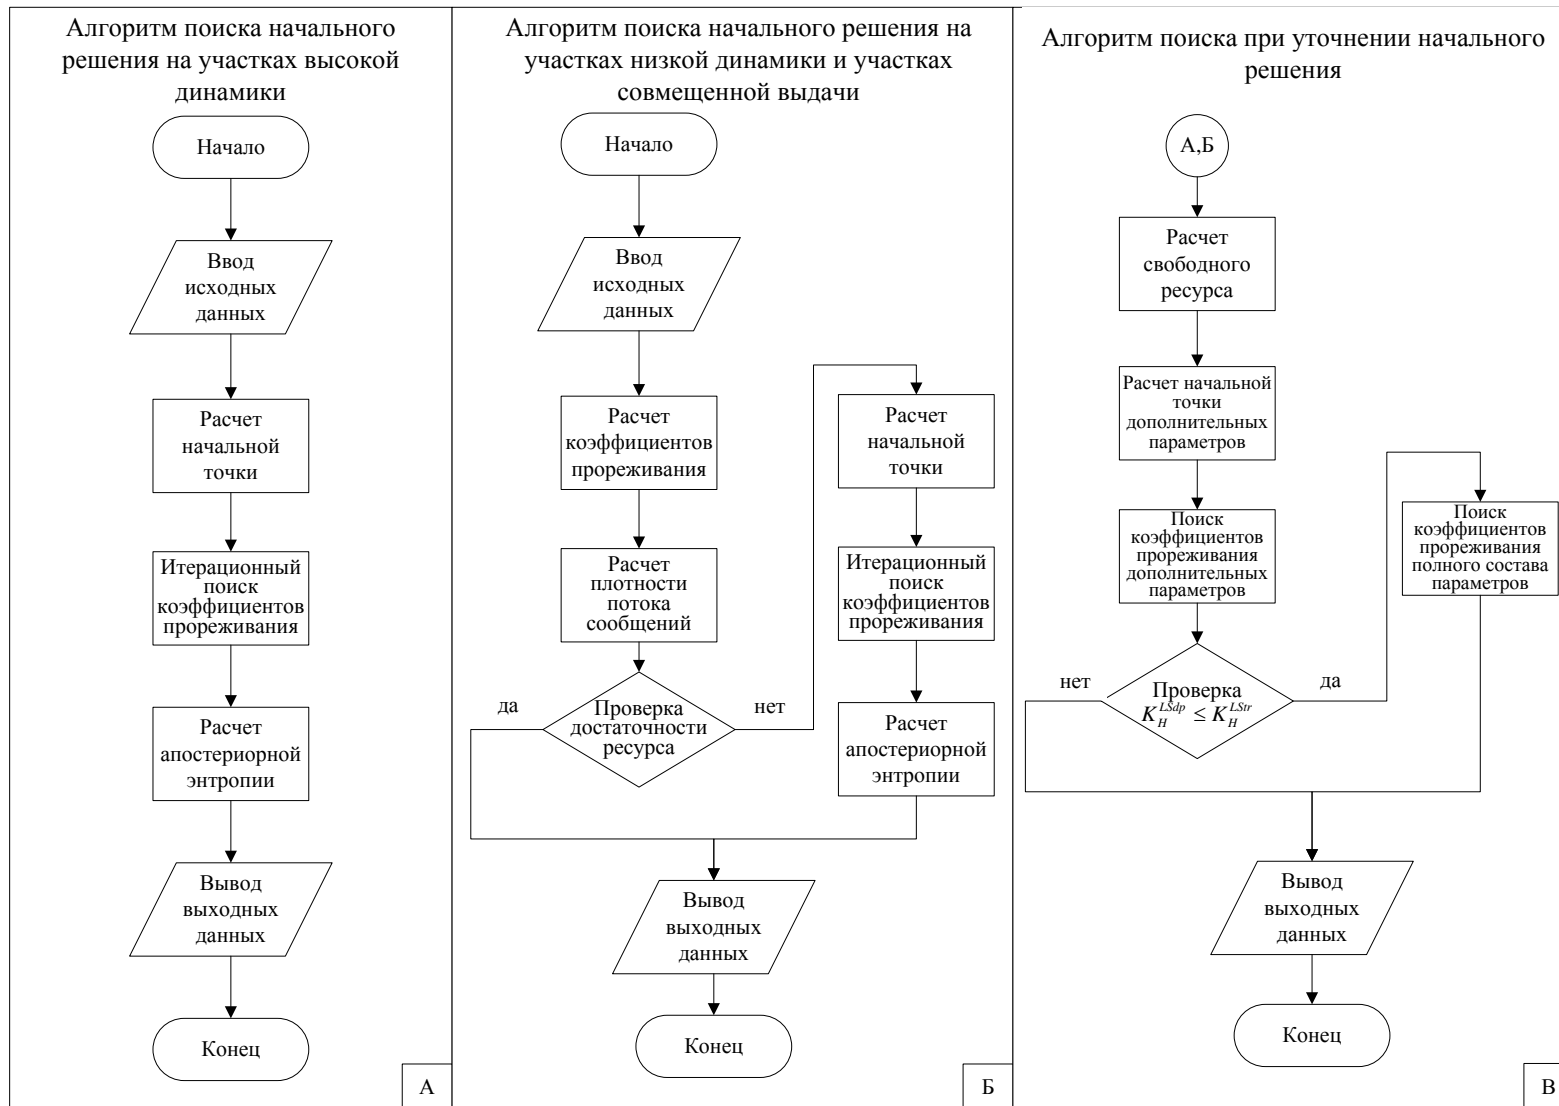 Алгоритм поиска начального
решения на участках высокой
динамики
Начало
Ввод
исходных
данных
Расчет
начальной
точки
Итерационный
поиск
коэффициентов
прореживания
Расчет
апостериорной
энтропии
Вывод
выходных
данных
Конец
А
Алгоритм поиска начального решения на
участках низкой динамики и участках
совмещенной выдачи
Начало
Ввод
исходных
данных
Расчет
коэффициентов
прореживания
Расчет
плотности
потока
сообщений
да
Проверка
достаточности
ресурса
нет
Расчет
начальной
точки
Итерационный
поиск
коэффициентов
прореживания
Расчет
апостериорной
энтропии
Вывод
выходных
данных
Конец
Б
Алгоритм поиска при уточнении начального
решения
А,Б
Расчет
свободного
ресурса
Расчет начальной
точки
дополнительных
параметров
Поиск
коэффициентов
прореживания
дополнительных
параметров
нет
Проверка
$K_H^{LSdp} \leq K_H^{LStr}$
да
Поиск
коэффициентов
прореживания
полного состава
параметров
Вывод
выходных
данных
Конец
В